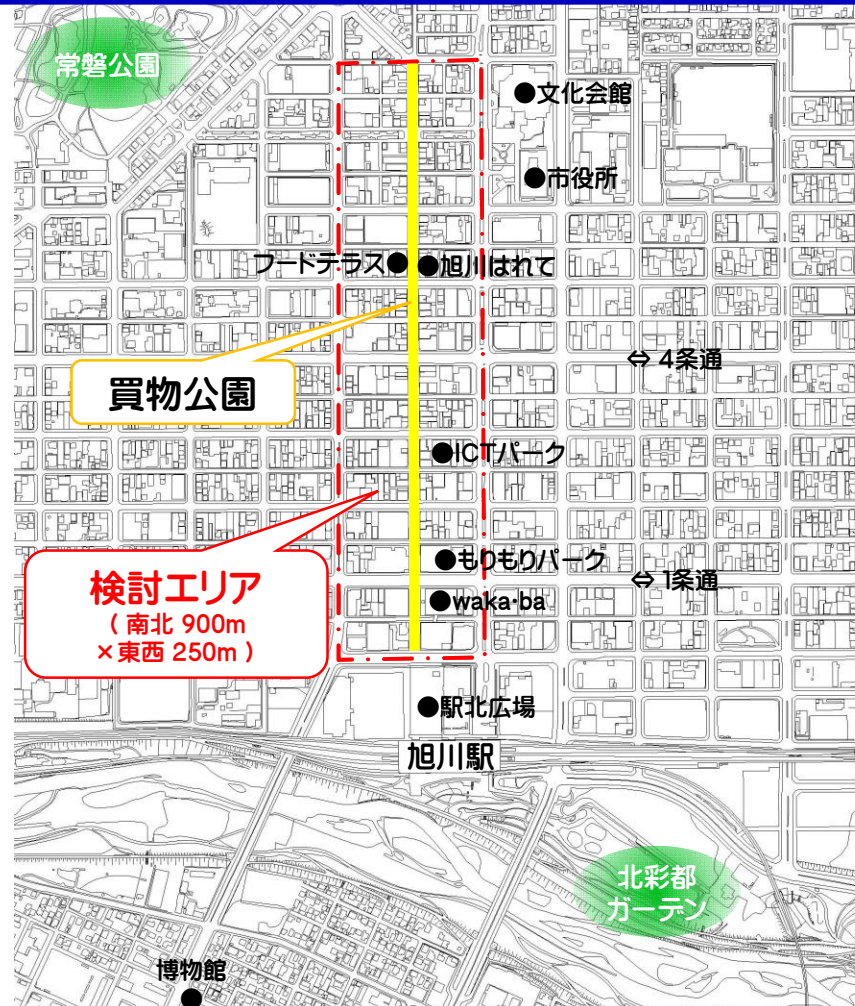 常磐公園
●文化会館
●市役所
フードテラス●
●旭川はれて
⇔ 4条通
買物公園
●ICTパーク
●もりもりパーク
⇔ 1条通
検討エリア
( 南北 900m
×東西 250m )
●waka・ba
●駅北広場
旭川駅
北彩都
ガーデン
博物館